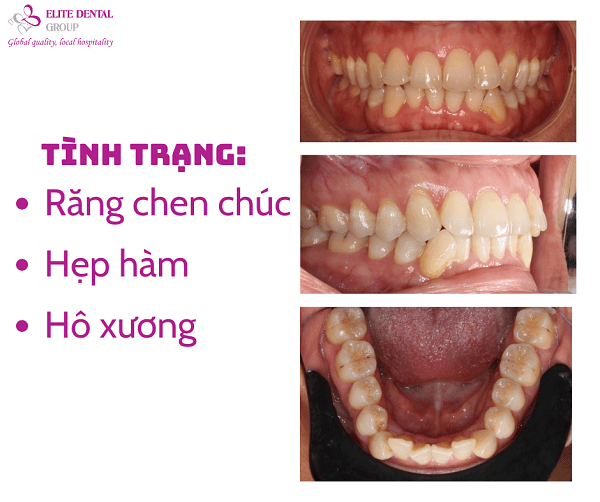 ELITE DENTAL
GROUP
Global quality, local hospitality
TÌNH TRẠNG:
• Răng chen chúc
• Hẹp hàm
• Hô xương